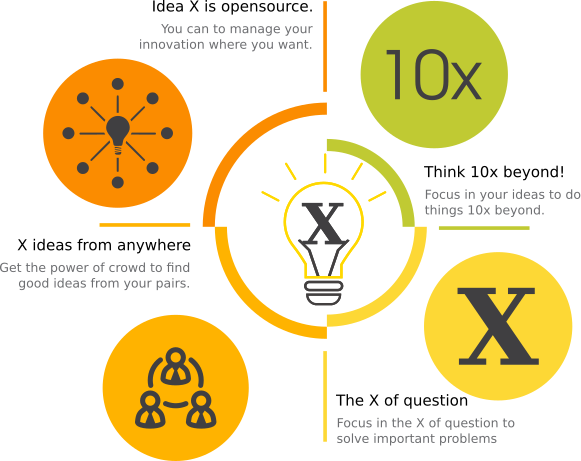 Idea X is opensource.
You can to manage your
innovation where you want.
10x
Think 10x beyond!
Focus in your ideas to do
things 10x beyond.
X
X ideas from anywhere
Get the power of crowd to find
good ideas from your pairs.
X
The X of question
Focus in the X of question to
solve important problems